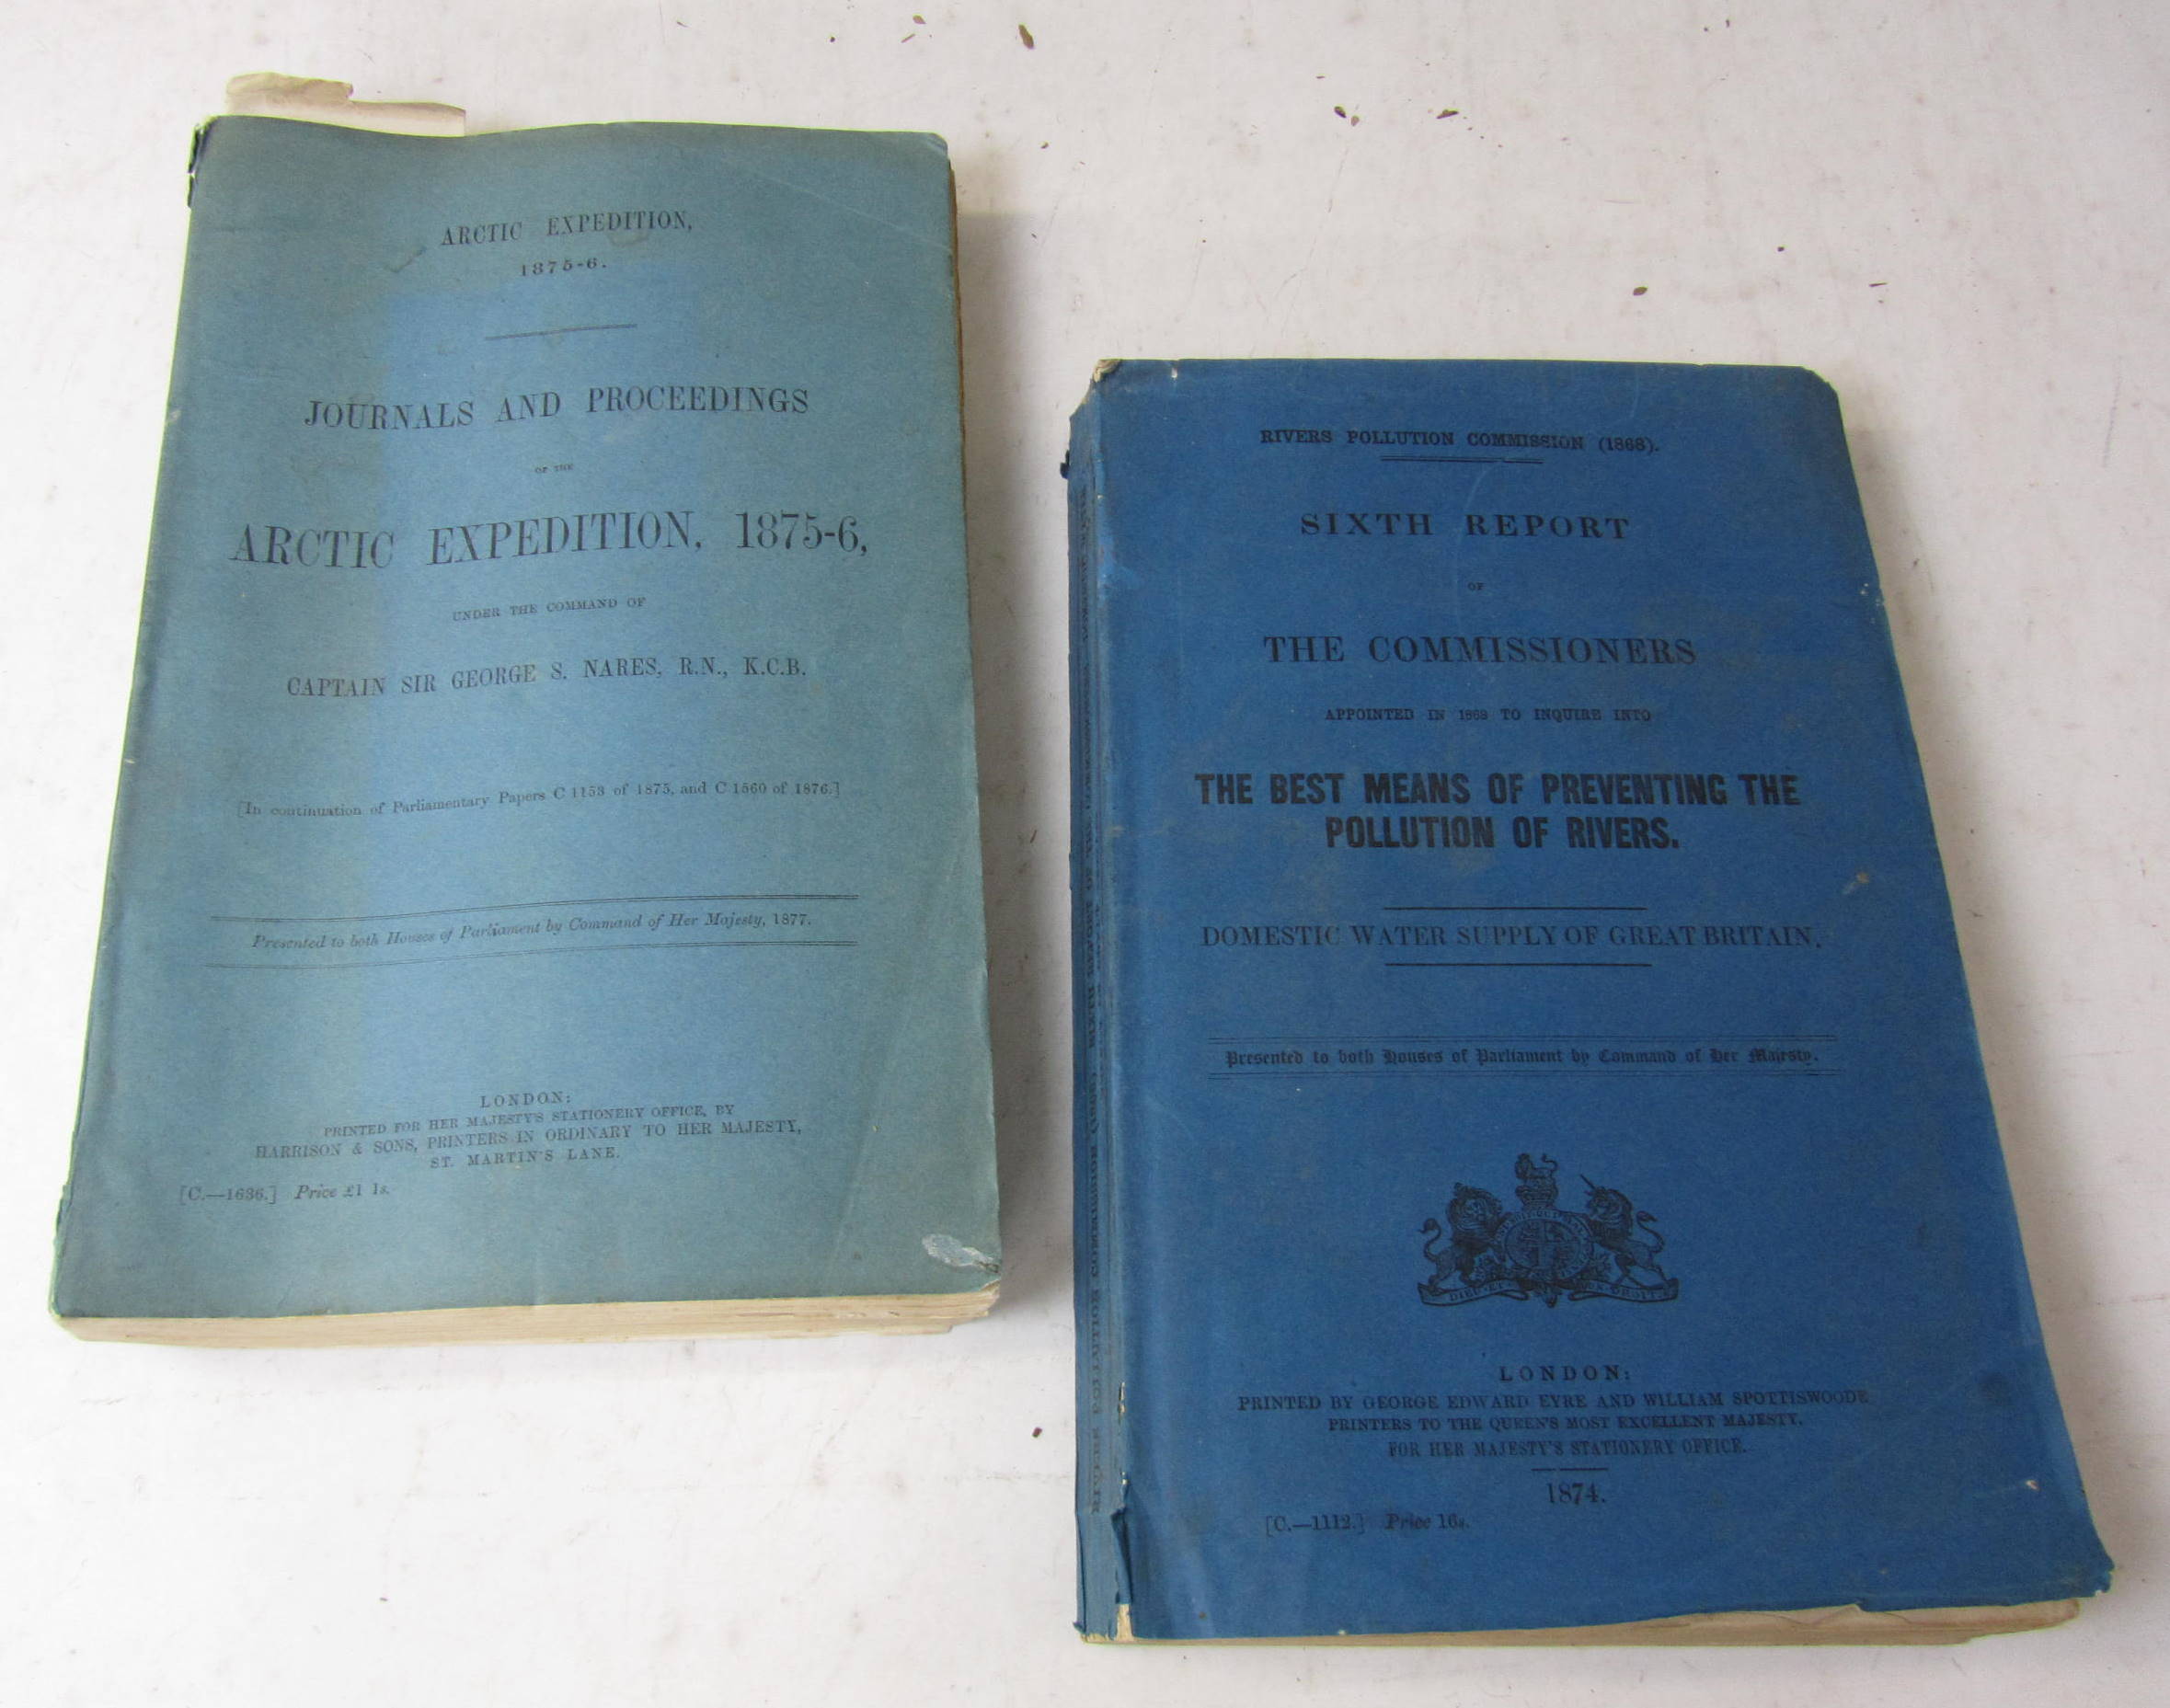 ARCTIC EXPEDITION,
1875-6.
JOURNALS AND PROCEEDINGS
OF THE
ARCTIC EXPEDITION, 1875-6,
UNDER THE COMMAND OF
CAPTAIN SIR GEORGE S. NARES, R.N., K.C.B.
[In continuation of Parliamentary Papers C 1153 of 1875, and C 1560 of 1876.]
Presented to both Houses of Parliament by Command of Her Majesty, 1877.
LONDON:
PRINTED FOR HER MAJESTY'S STATIONERY OFFICE, BY
HARRISON & SONS, PRINTERS IN ORDINARY TO HER MAJESTY,
ST. MARTIN'S LANE.
[C.—1636.] Price £1 1s.
RIVERS POLLUTION COMMISSION (1868).
SIXTH REPORT
OF
THE COMMISSIONERS
APPOINTED IN 1868 TO INQUIRE INTO
THE BEST MEANS OF PREVENTING THE
POLLUTION OF RIVERS.
DOMESTIC WATER SUPPLY OF GREAT BRITAIN.
Presented to both Houses of Parliament by Command of Her Majesty.
DIEU ET DROIT
LONDON:
PRINTED BY GEORGE EDWARD EYRE AND WILLIAM SPOTTISWOODE
PRINTERS TO THE QUEEN'S MOST EXCELLENT MAJESTY.
FOR HER MAJESTY'S STATIONERY OFFICE.
1874.
[C.—1112.] Price 16s.
RIVERS POLLUTION COMMISSION